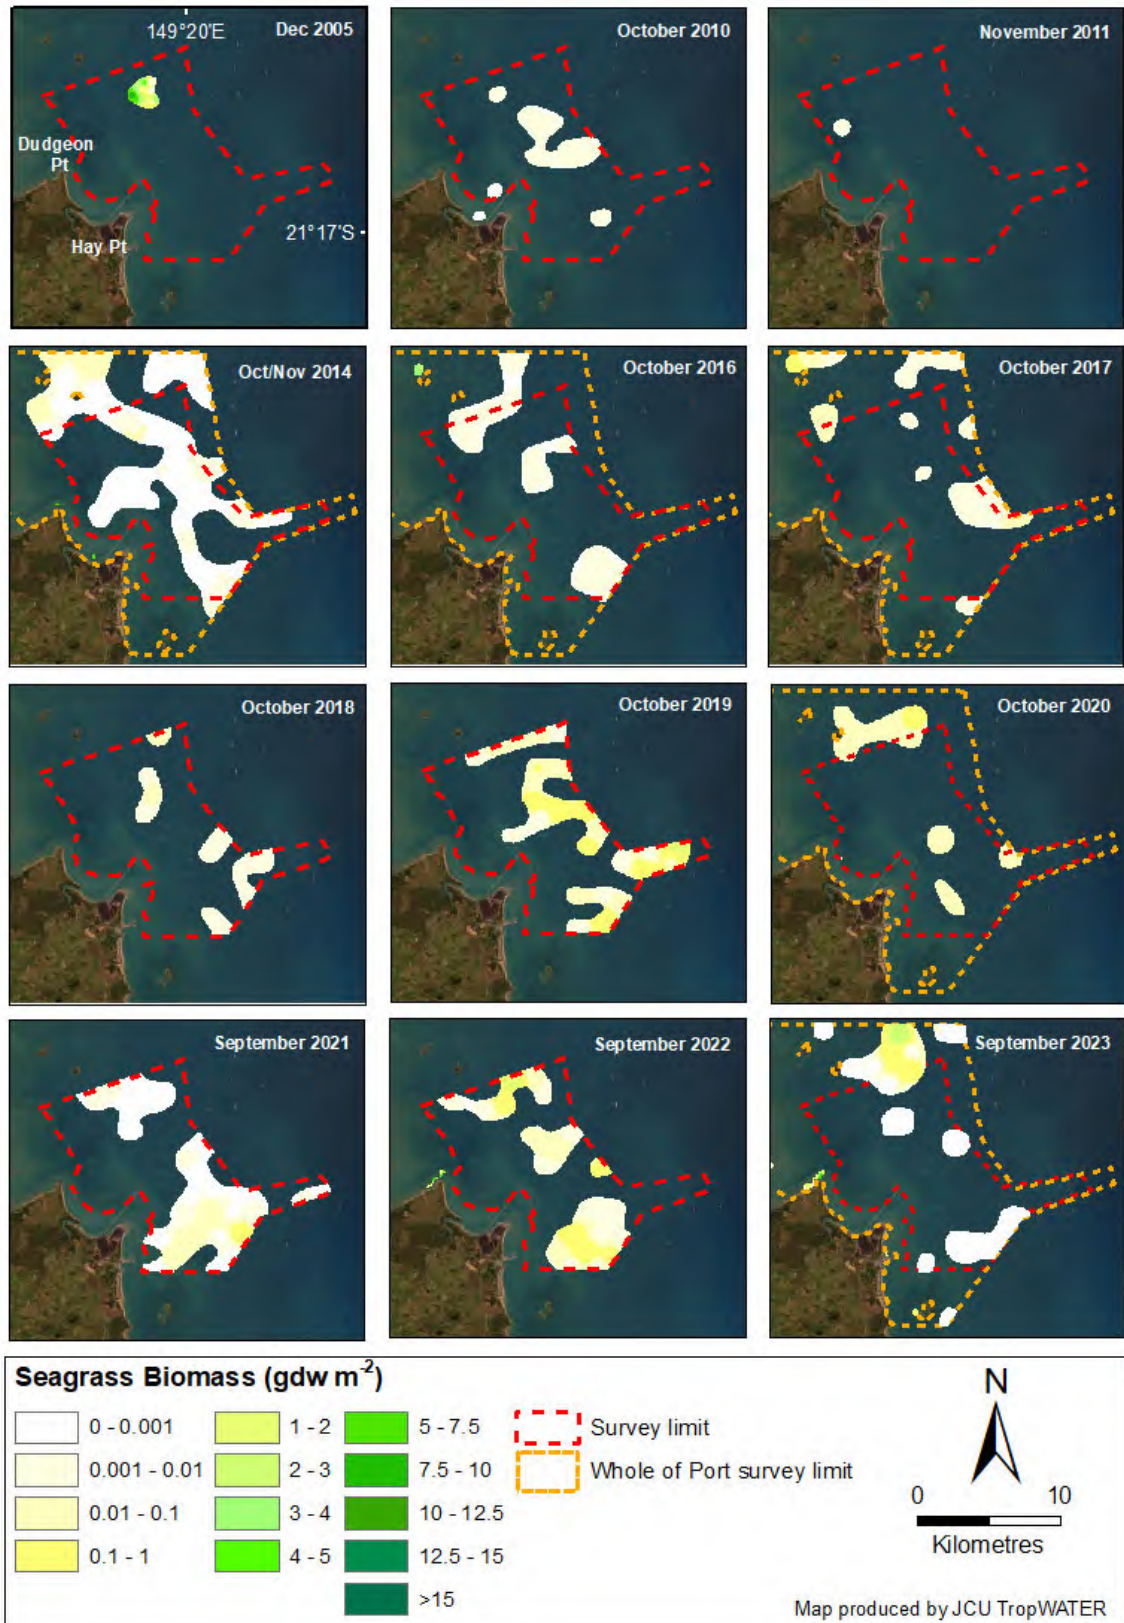 149°20'E
Dec 2005
Dudgeon
Pt
Hay Pt
21°17'S
October 2010
November 2011
Oct/Nov 2014
October 2016
October 2017
October 2018
October 2019
October 2020
September 2021
September 2022
September 2023
Seagrass Biomass (gdw m-2)
0 - 0.001
0.001 - 0.01
0.01 - 0.1
0.1 - 1
1 - 2
2 - 3
3 - 4
4 - 5
5 - 7.5
7.5 - 10
10 - 12.5
12.5 - 15
>15
Survey limit
Whole of Port survey limit
N
0 10
Kilometres
Map produced by JCU TropWATER